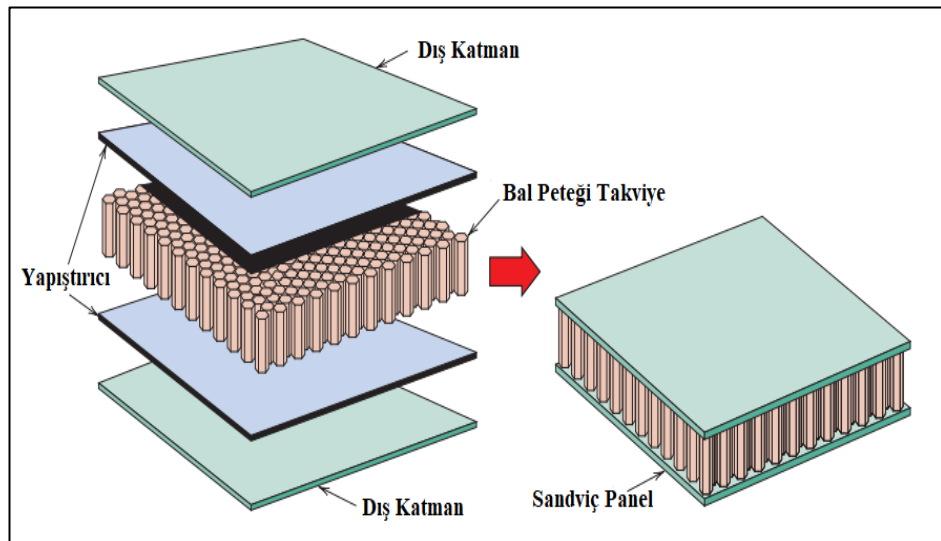 Dış Katman
Bal Peteği Takviye
Yapıştırıcı
Dış Katman
Sandviç Panel